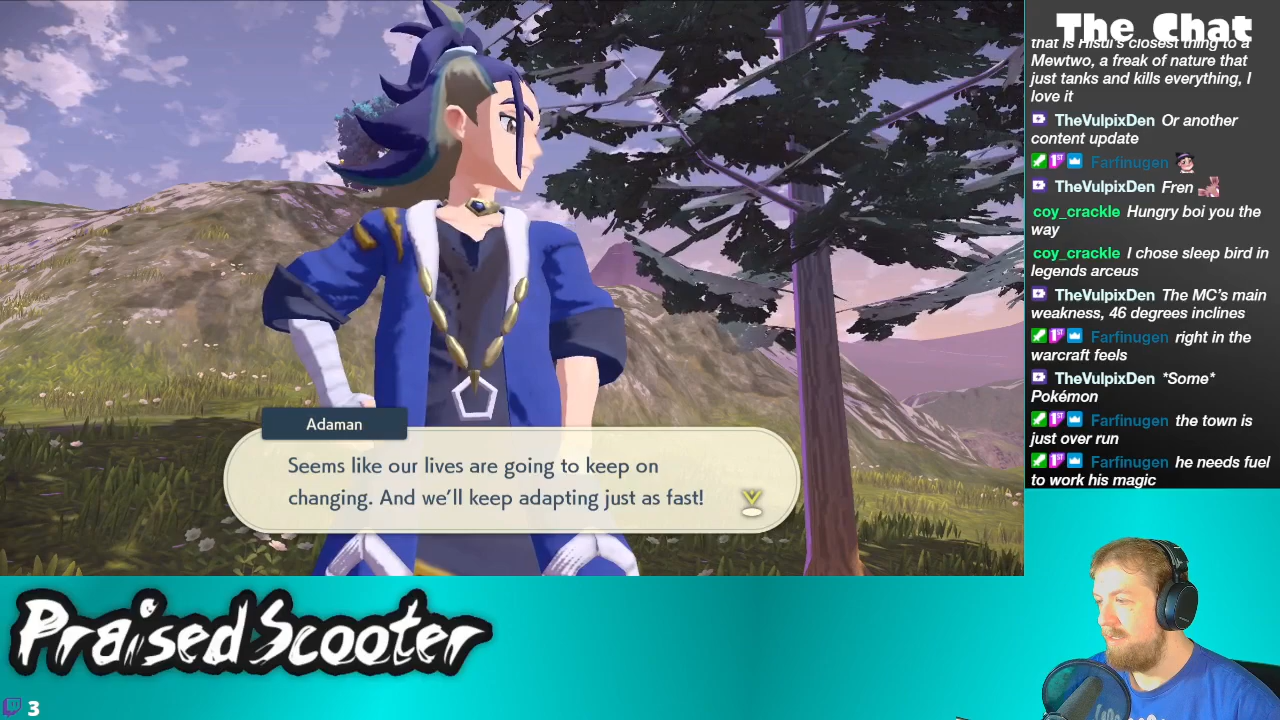 The Chat
that is Hisui's closest thing to a
Mewtwo, a freak of nature that
just tanks and kills everything, I
love it
TheVulpixDen Or another
content update
1ST Farfinugen
TheVulpixDen Fren
coy_crackle Hungry boi you the
way
coy_crackle I chose sleep bird in
legends arceus
TheVulpixDen The MC's main
weakness, 46 degrees inclines
1ST Farfinugen right in the
warcraft feels
TheVulpixDen *Some*
Pokémon
1ST Farfinugen the town is
just over run
1ST Farfinugen he needs fuel
to work his magic
Adaman
Seems like our lives are going to keep on
changing. And we'll keep adapting just as fast!
PraisedScooter
3